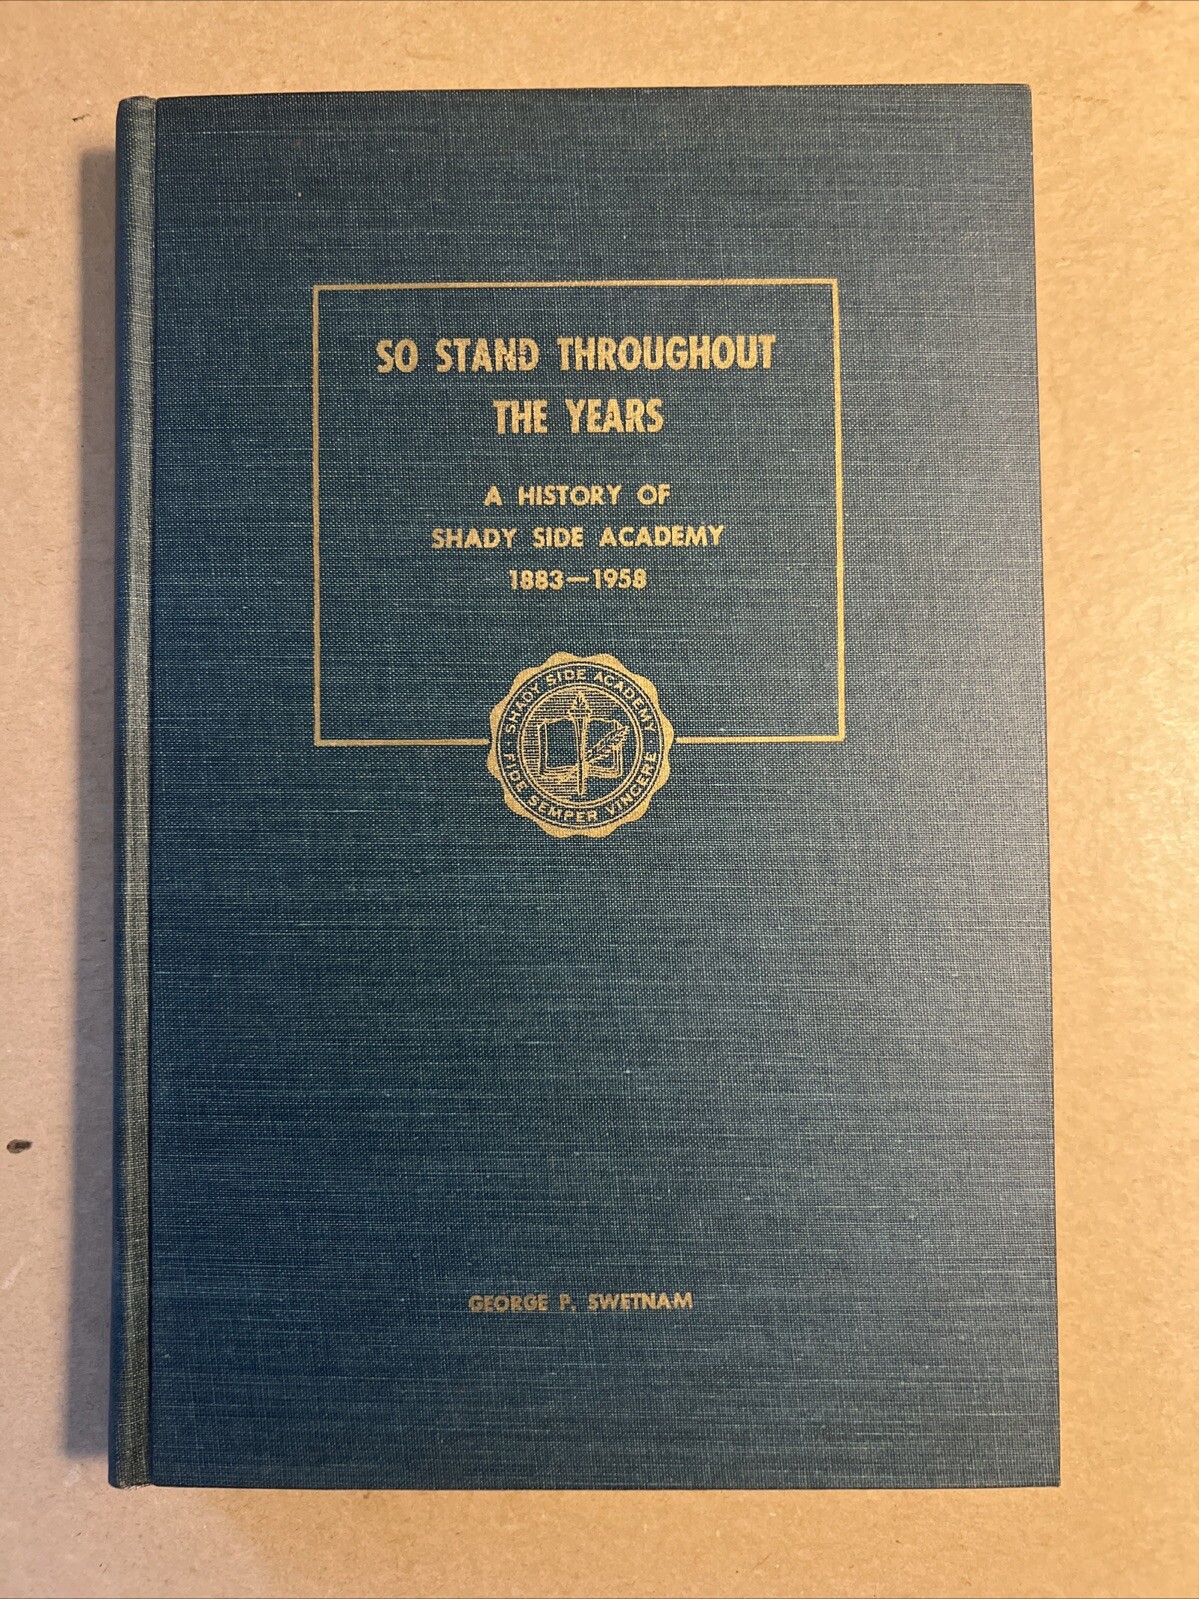 SO STAND THROUGHOUT
THE YEARS
A HISTORY OF
SHADY SIDE ACADEMY
1883—1958
SHADY SIDE ACADEMY
FIDE SEMPER VINCERE
GEORGE P. SWETNAM